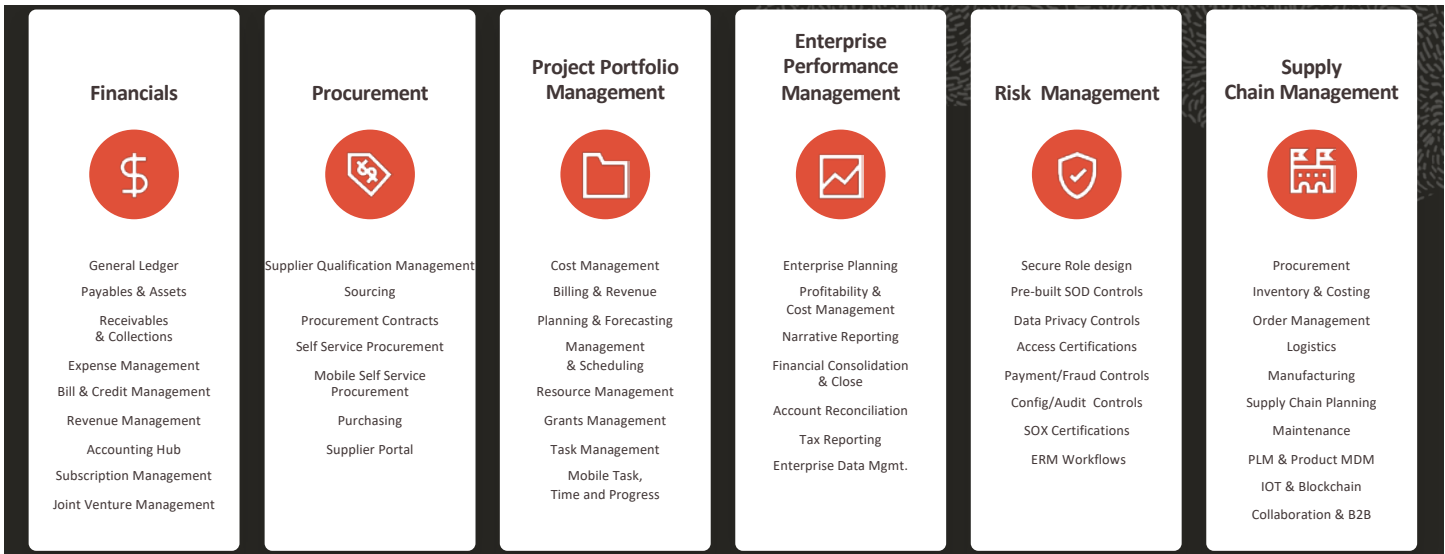 Financials
General Ledger
Payables & Assets
Receivables
& Collections
Expense Management
Bill & Credit Management
Revenue Management
Accounting Hub
Subscription Management
Joint Venture Management
Procurement
Supplier Qualification Management
Sourcing
Procurement Contracts
Self Service Procurement
Mobile Self Service
Procurement
Purchasing
Supplier Portal
Project Portfolio
Management
Cost Management
Billing & Revenue
Planning & Forecasting
Management
& Scheduling
Resource Management
Grants Management
Task Management
Mobile Task,
Time and Progress
Enterprise
Performance
Management
Enterprise Planning
Profitability &
Cost Management
Narrative Reporting
Financial Consolidation
& Close
Account Reconciliation
Tax Reporting
Enterprise Data Mgmt.
Risk Management
Secure Role design
Pre-built SOD Controls
Data Privacy Controls
Access Certifications
Payment/Fraud Controls
Config/Audit Controls
SOX Certifications
ERM Workflows
Supply
Chain Management
Procurement
Inventory & Costing
Order Management
Logistics
Manufacturing
Supply Chain Planning
Maintenance
PLM & Product MDM
IOT & Blockchain
Collaboration & B2B